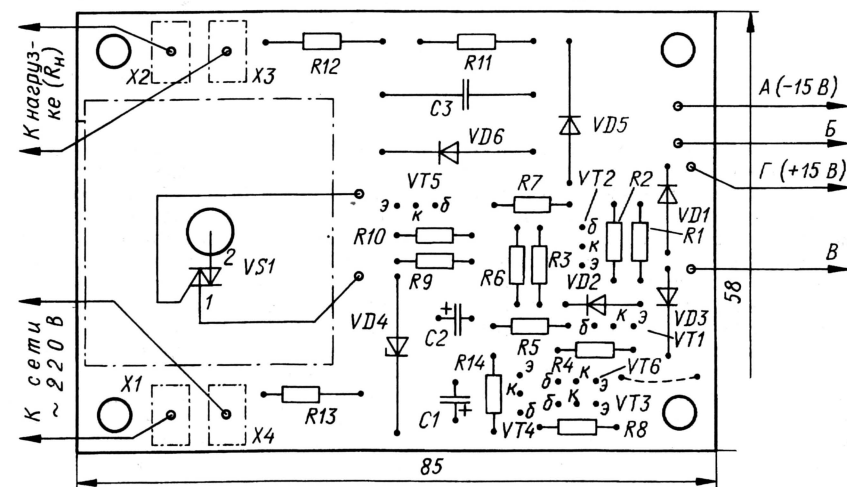 К нагруз-
ке (Rн)
X2
X3
R12
R11
C3
VD6
VD5
А (-15 В)
Б
Г (+15 В)
В
VT5
э к б
R7
VT2
б
к
э
R2
R1
VD1
R10
R9
R6
R3
VS1
2
1
VD4
C2
+
VD2
VD3
R5
б к э
VT1
R4
К сети
~ 220 В
X1
X4
R13
C1
+
R14
э
к
б
VT4
б к э
VT6
б к э
VT3
R8
58
85